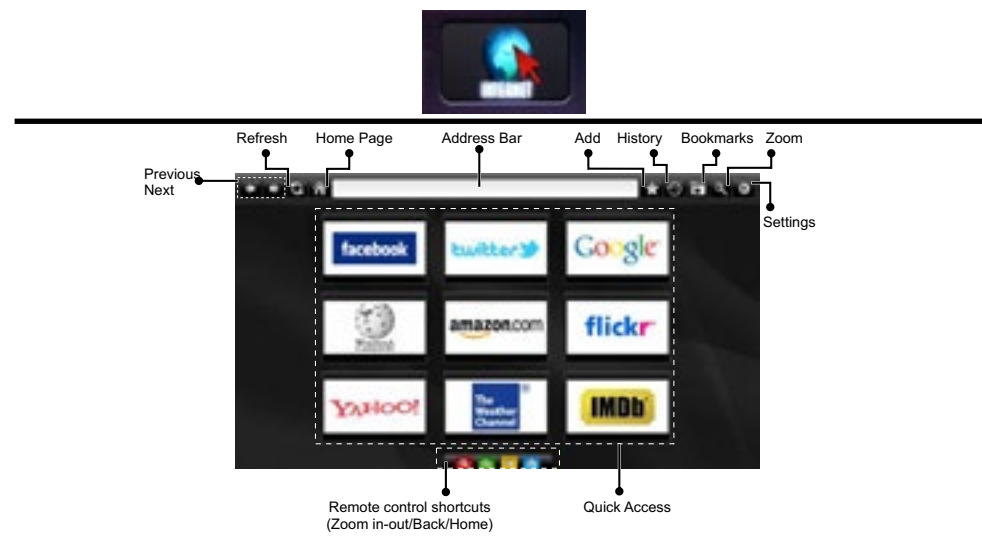 INTERNET
Refresh
Home Page
Address Bar
Add
History
Bookmarks
Zoom
Previous
Next
Settings
facebook
twitter
Google
amazon.com
flickr
YAHOO!
The
Weather
Channel
IMDb
Remote control shortcuts
(Zoom in-out/Back/Home)
Quick Access